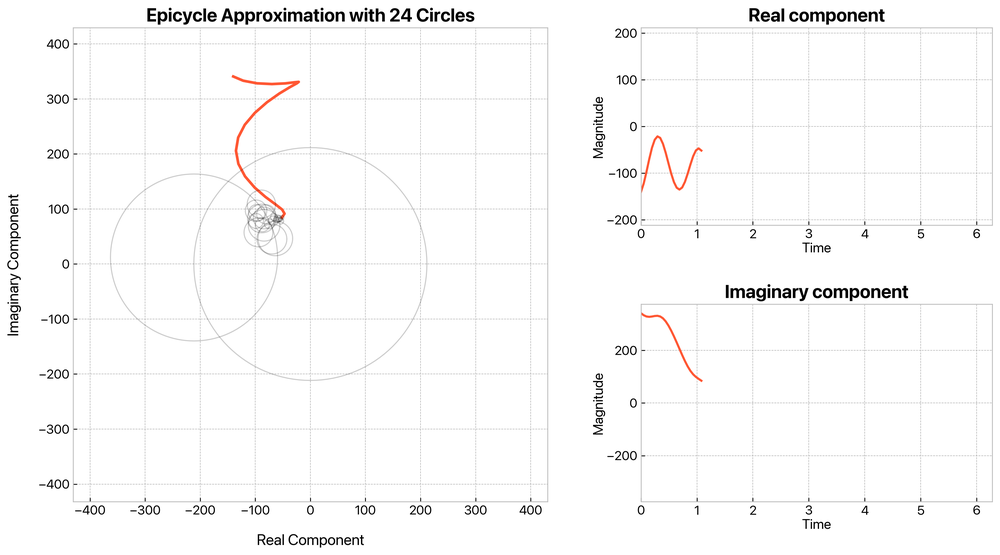 Epicycle Approximation with 24 Circles
400
300
200
100
0
−100
−200
−300
−400
−400 −300 −200 −100 0 100 200 300 400
Imaginary Component
Real Component
Real component
200
100
0
−100
−200
0 1 2 3 4 5 6
Magnitude
Time
Imaginary component
200
0
−200
0 1 2 3 4 5 6
Magnitude
Time